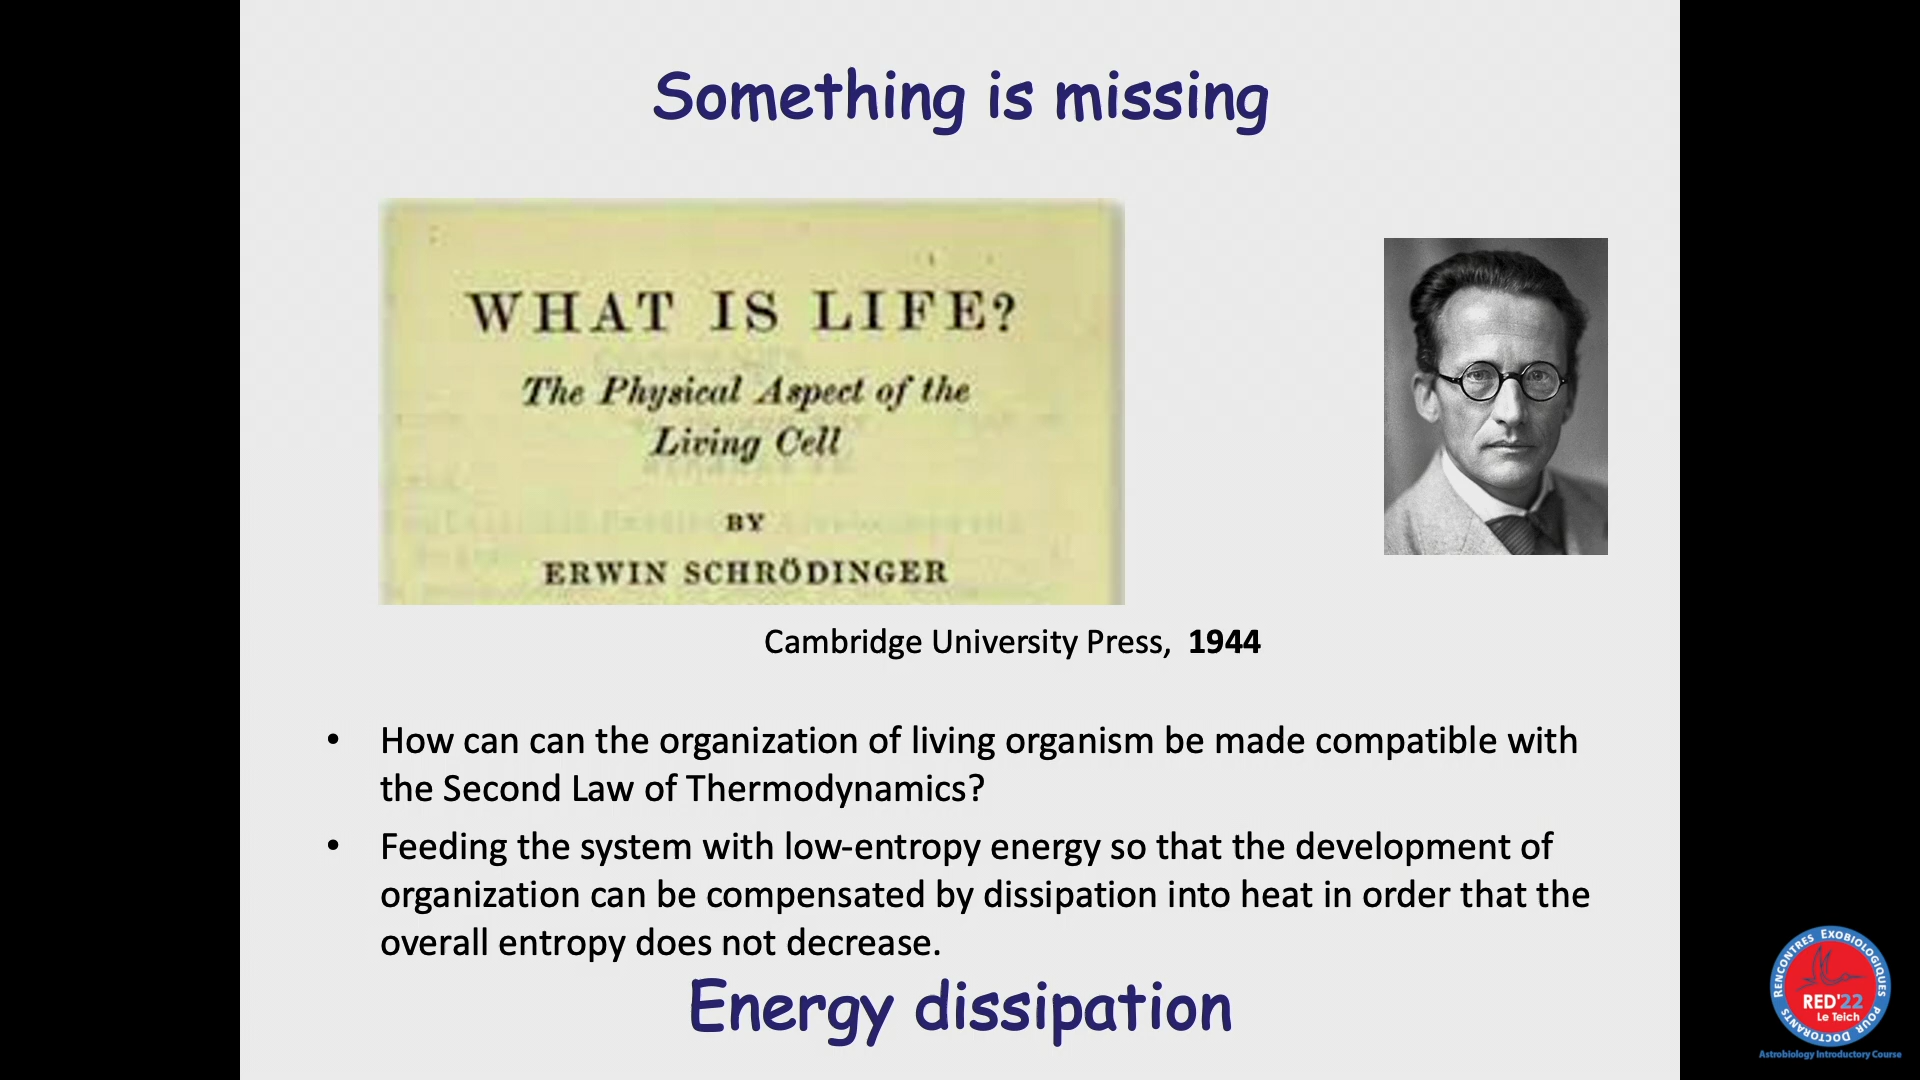 Something is missing
WHAT IS LIFE?
The Physical Aspect of the
Living Cell
BY
ERWIN SCHRÖDINGER
Cambridge University Press, 1944
• How can can the organization of living organism be made compatible with
the Second Law of Thermodynamics?
• Feeding the system with low-entropy energy so that the development of
organization can be compensated by dissipation into heat in order that the
overall entropy does not decrease.
Energy dissipation
RENCONTRES EXOBIOLOGIQUES POUR DOCTORANTS
RED'22
Le Teich
Astrobiology Introductory Course